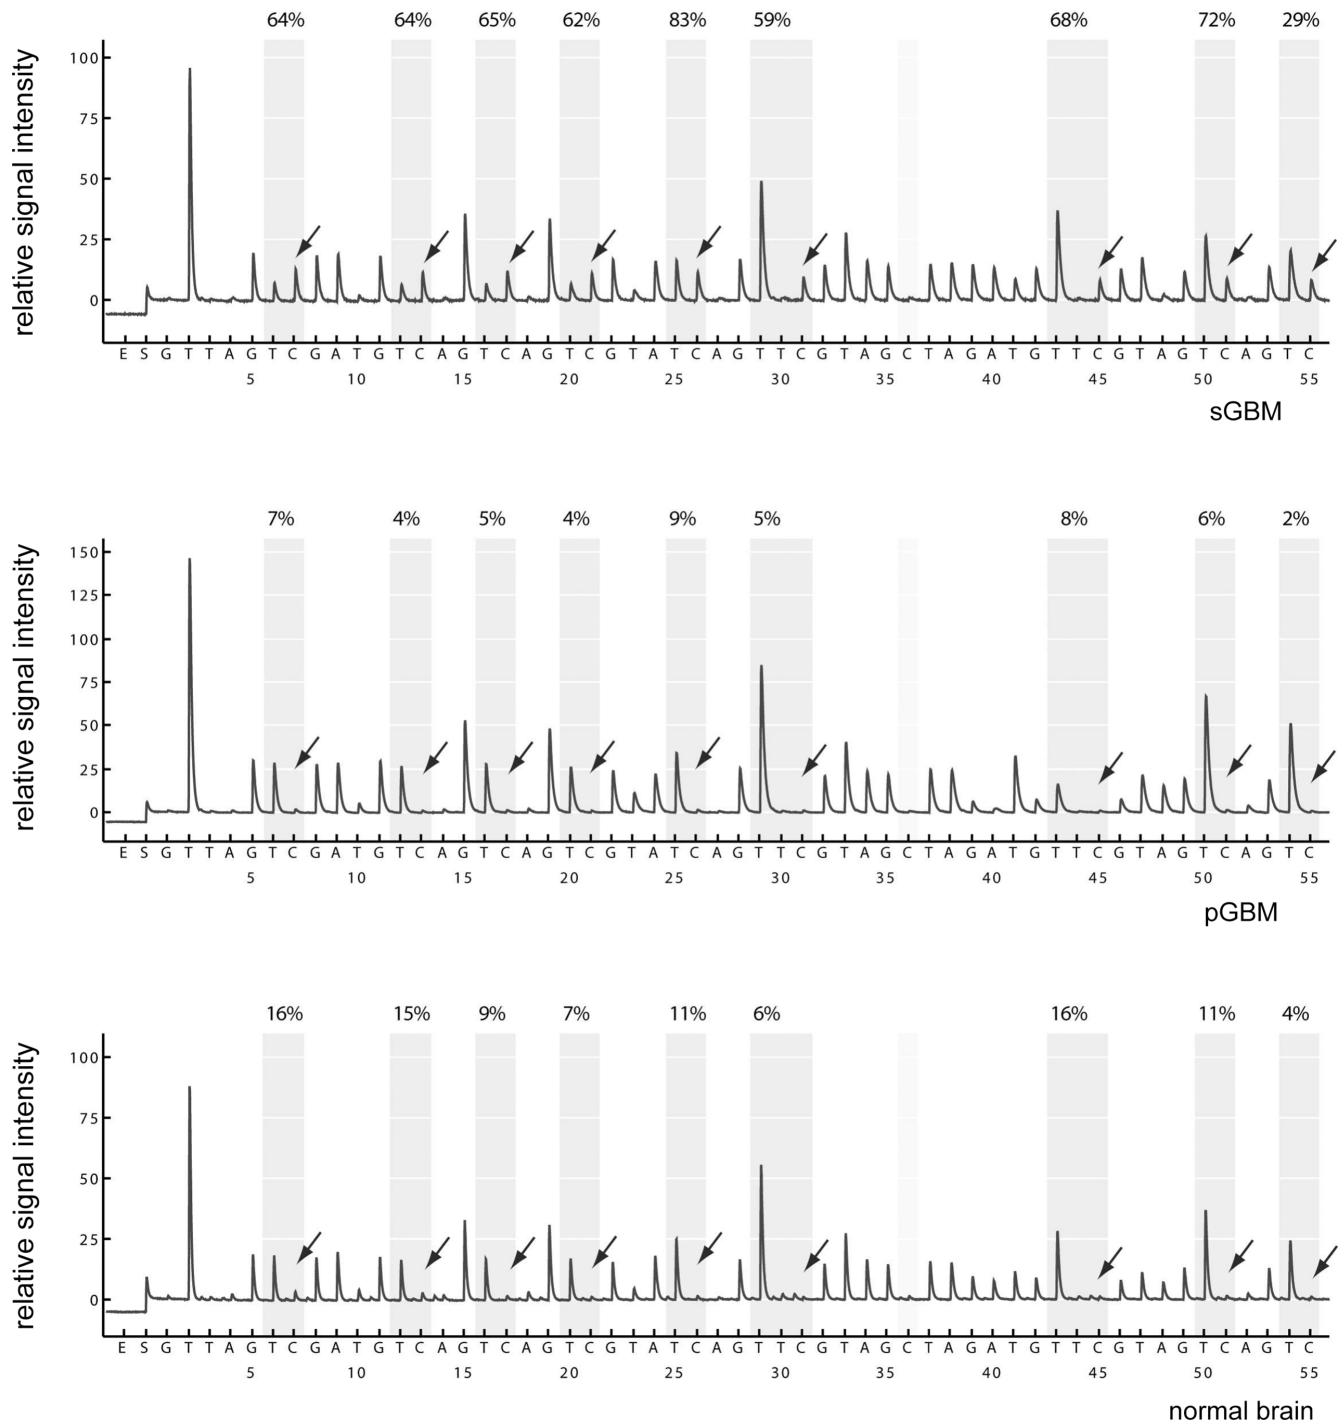 64% 64% 65% 62% 83% 59% 68% 72% 29%
relative signal intensity
100
75
50
25
0
E S G T T A G T C G A T G T C A G T C A G T C G T A T C A G T T C G T A G C T A G A T G T T C G T A G T C A G T C
5 10 15 20 25 30 35 40 45 50 55
sGBM
7% 4% 5% 4% 9% 5% 8% 6% 2%
relative signal intensity
150
125
100
75
50
25
0
E S G T T A G T C G A T G T C A G T C A G T C G T A T C A G T T C G T A G C T A G A T G T T C G T A G T C A G T C
5 10 15 20 25 30 35 40 45 50 55
pGBM
16% 15% 9% 7% 11% 6% 16% 11% 4%
relative signal intensity
100
75
50
25
0
E S G T T A G T C G A T G T C A G T C A G T C G T A T C A G T T C G T A G C T A G A T G T T C G T A G T C A G T C
5 10 15 20 25 30 35 40 45 50 55
normal brain